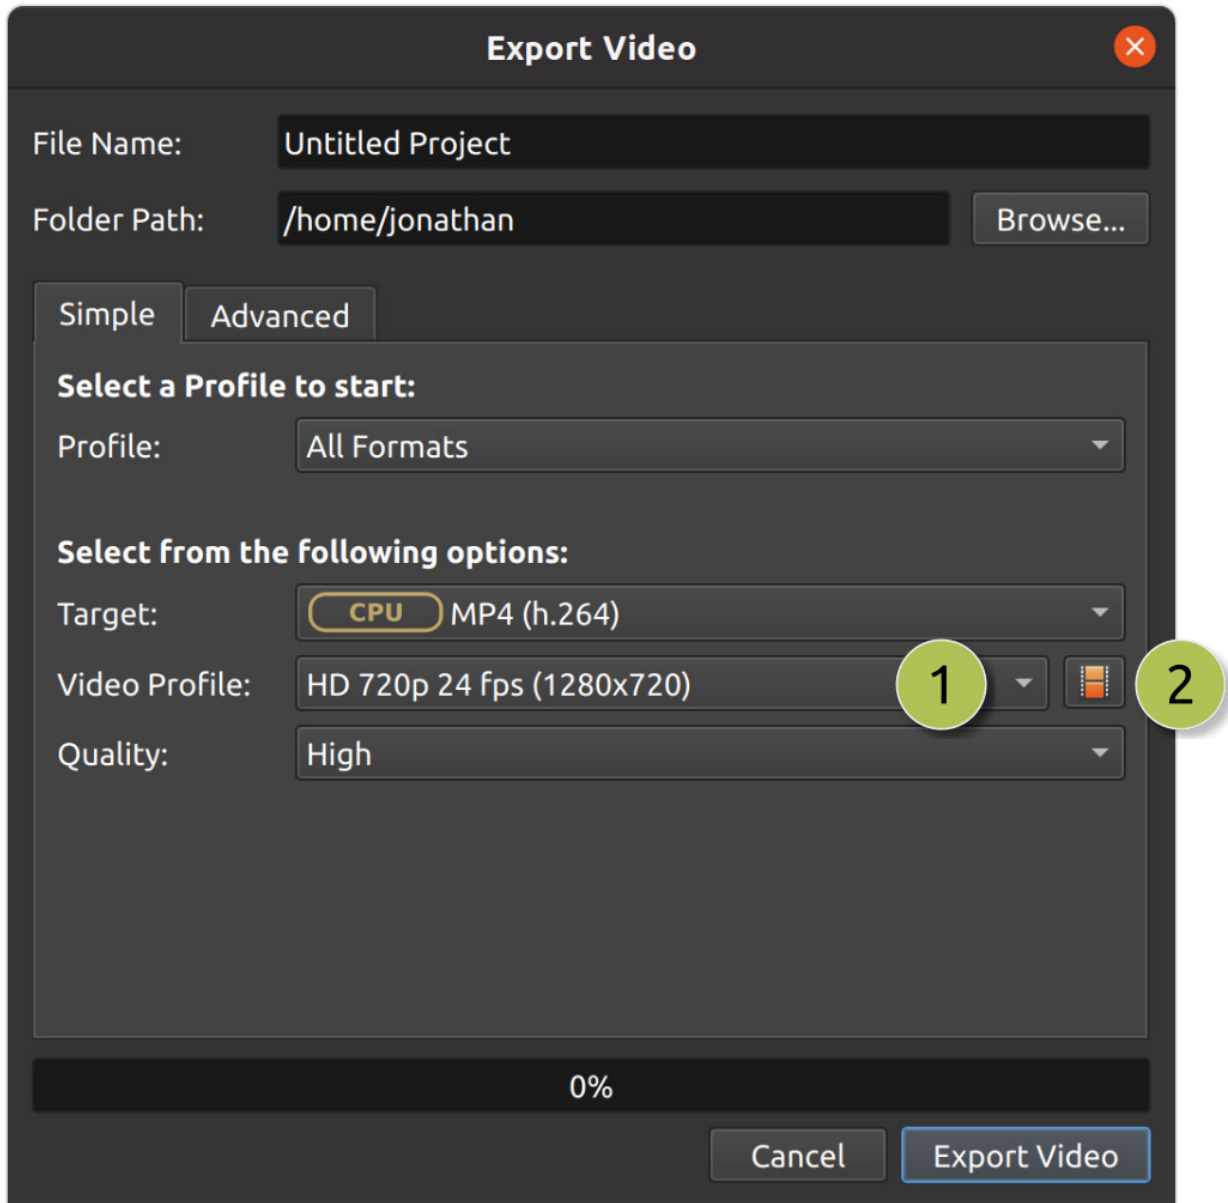 Export Video
File Name: Untitled Project
Folder Path: /home/jonathan Browse...
Simple Advanced
Select a Profile to start:
Profile: All Formats
Select from the following options:
Target: CPU MP4 (h.264)
Video Profile: HD 720p 24 fps (1280x720) 1 2
Quality: High
0%
Cancel Export Video